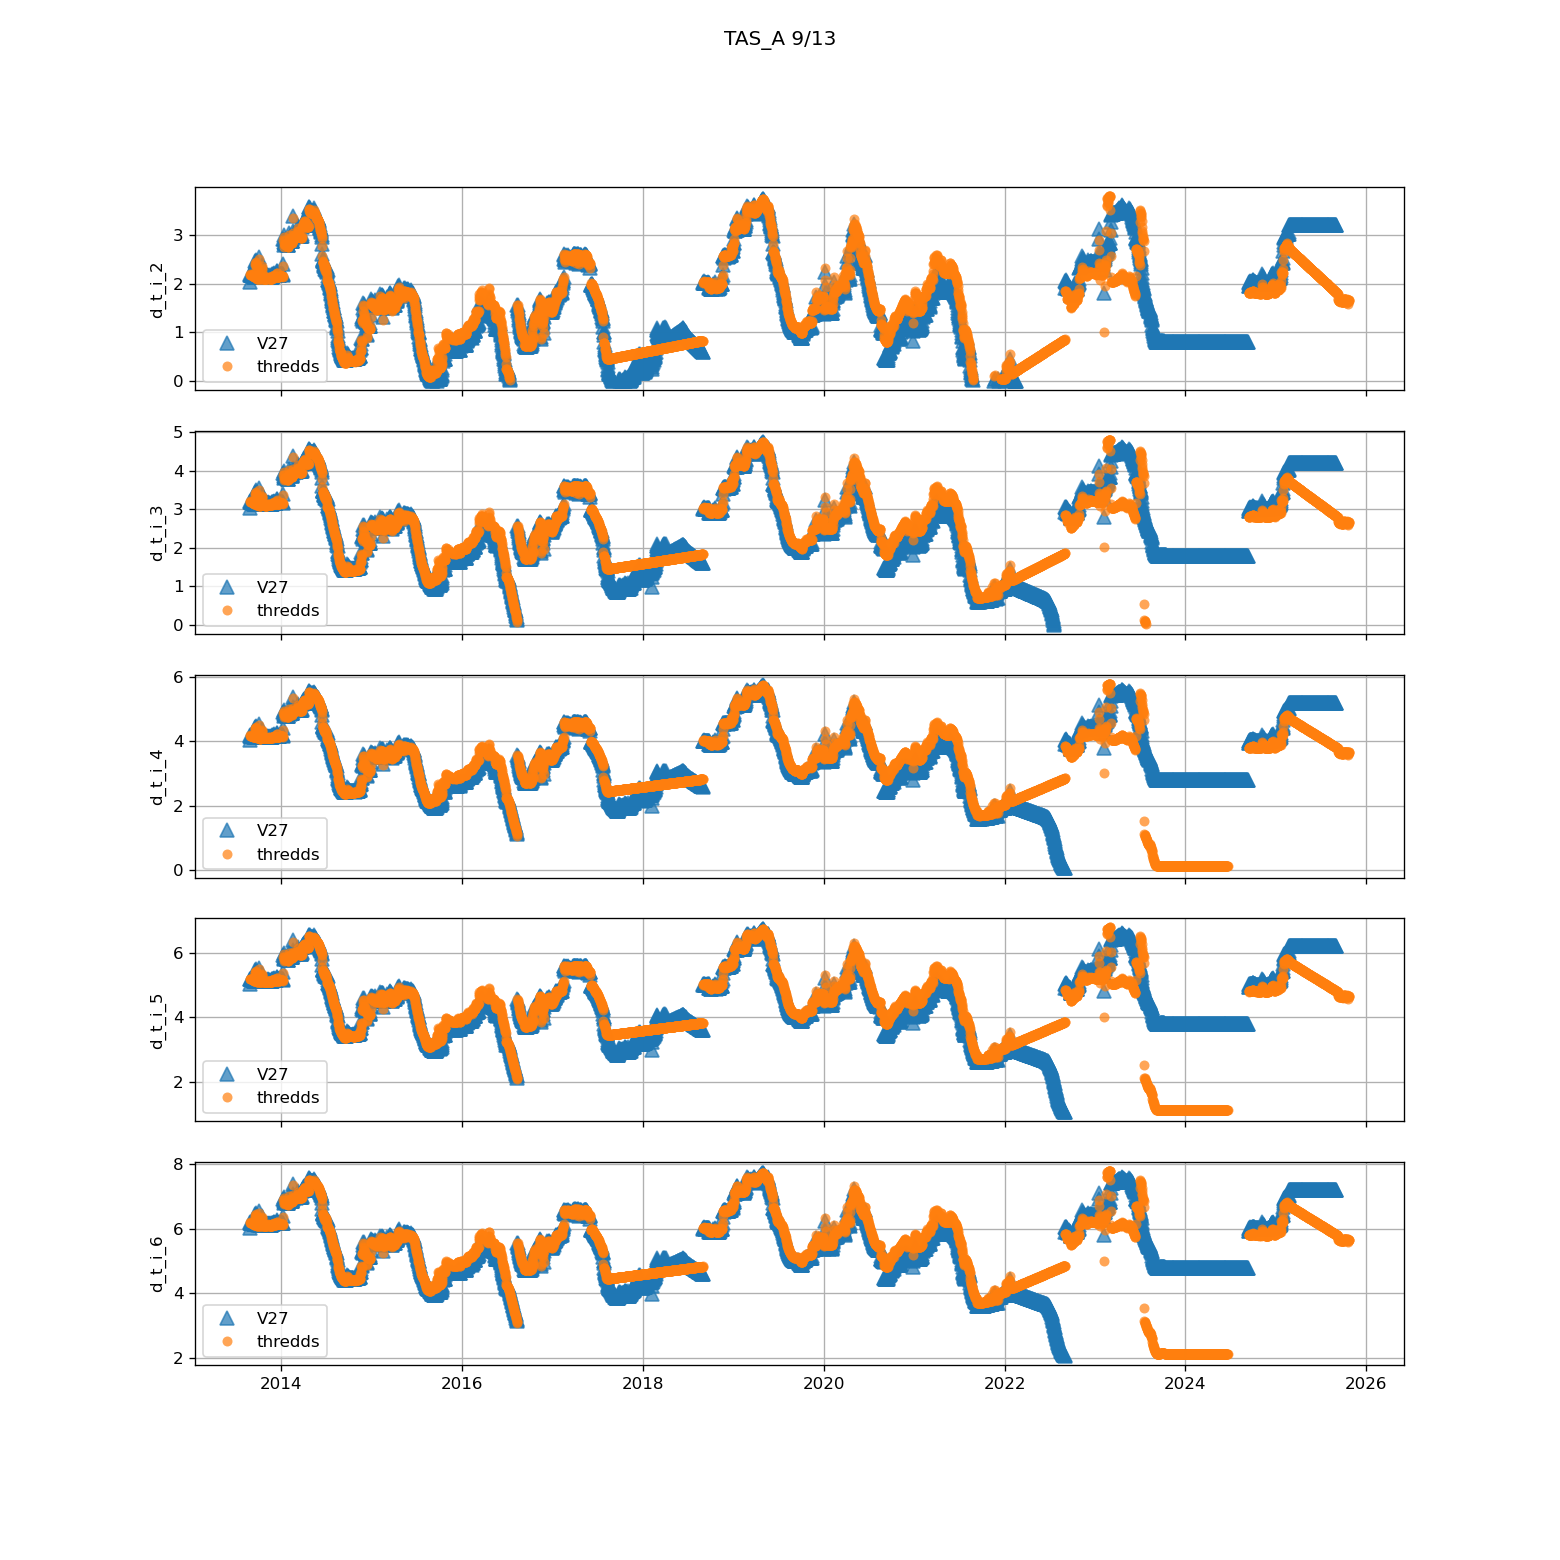 TAS_A 9/13
3
2
1
0
d_t_i_2
V27
thredds
5
4
3
2
1
0
d_t_i_3
V27
thredds
6
4
2
0
d_t_i_4
V27
thredds
6
4
2
d_t_i_5
V27
thredds
8
6
4
2
d_t_i_6
V27
thredds
2014 2016 2018 2020 2022 2024 2026